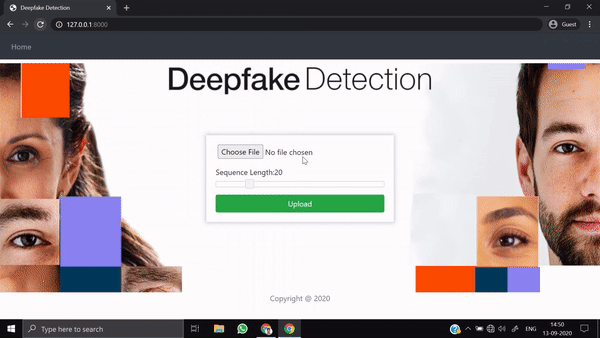 Deepfake Detection
127.0.0.1:8000
Guest
Home
Deepfake Detection
Choose File No file chosen
Sequence Length:20
Upload
Copyright @ 2020
Type here to search
ENG
14:50
13-09-2020